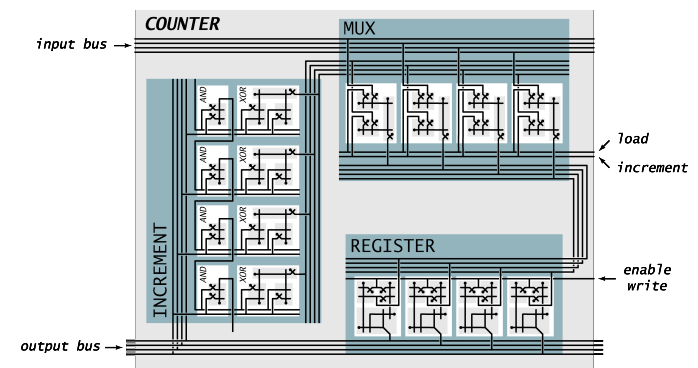 COUNTER
MUX
input bus
AND
XOR
load
increment
AND
XOR
AND
XOR
INCREMENT
REGISTER
AND
XOR
enable
write
output bus